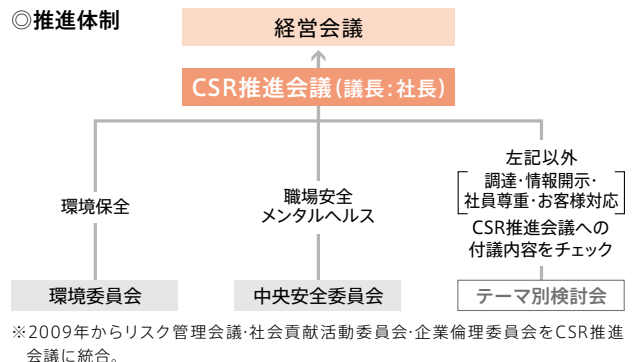 ◎推進体制
経営会議
CSR推進会議(議長:社長)
環境保全
職場安全
メンタルヘルス
左記以外
調達・情報開示・
社員尊重・お客様対応
CSR推進会議への
付議内容をチェック
環境委員会
中央安全委員会
テーマ別検討会
※2009年からリスク管理会議・社会貢献活動委員会・企業倫理委員会をCSR推進
会議に統合。